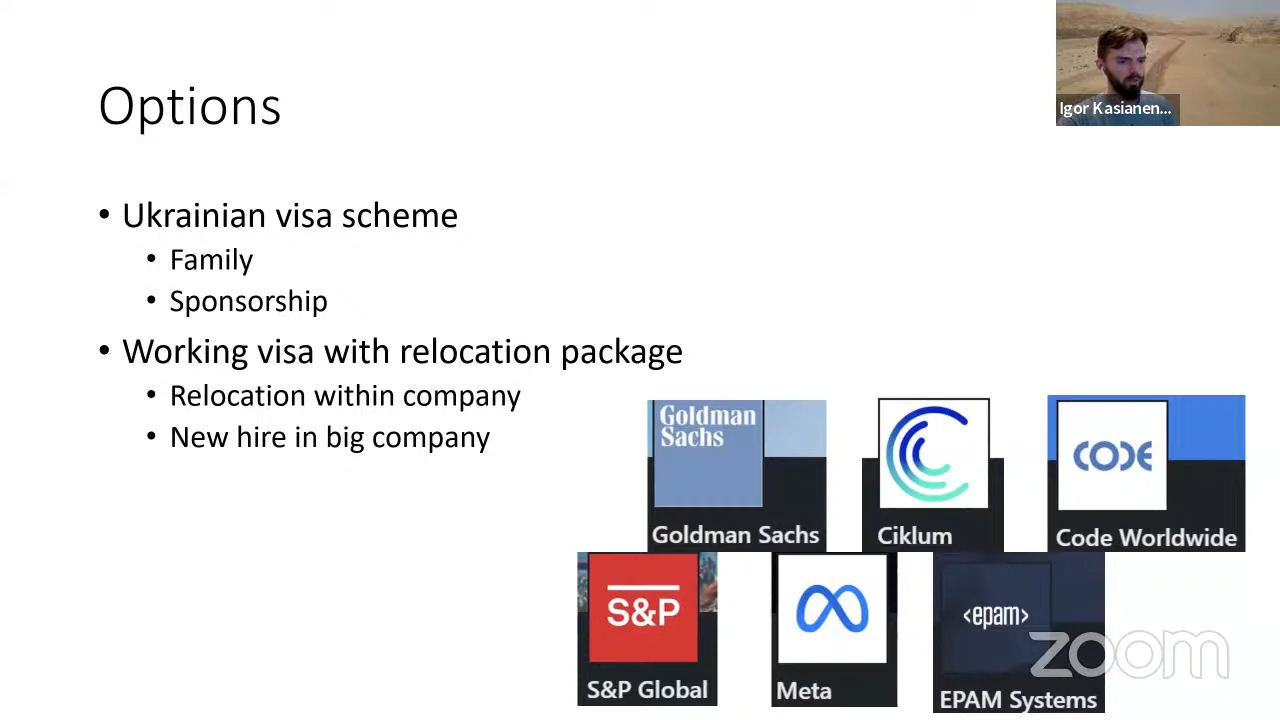 Options
Igor Kasianen...
• Ukrainian visa scheme
• Family
• Sponsorship
• Working visa with relocation package
• Relocation within company
• New hire in big company
Goldman
Sachs
CODE
Goldman Sachs
Ciklum
Code Worldwide
S&P
<epam>
zoom
S&P Global
Meta
EPAM Systems